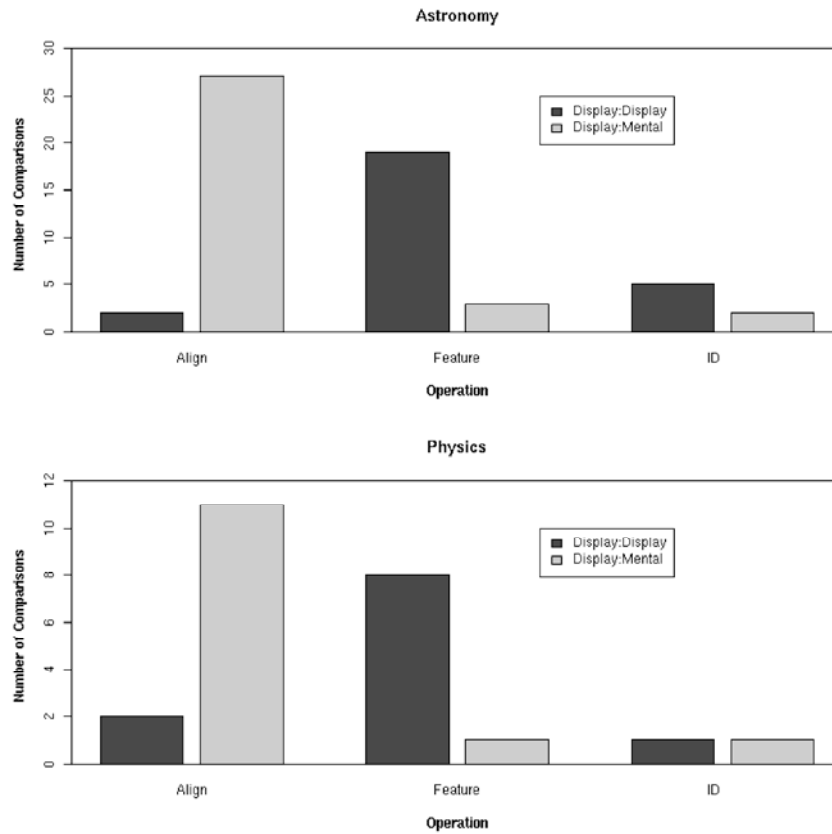 Astronomy
Number of Comparisons
30
25
20
15
10
5
0
Display:Display
Display:Mental
Align Feature ID
Operation
Physics
Number of Comparisons
12
10
8
6
4
2
0
Display:Display
Display:Mental
Align Feature ID
Operation